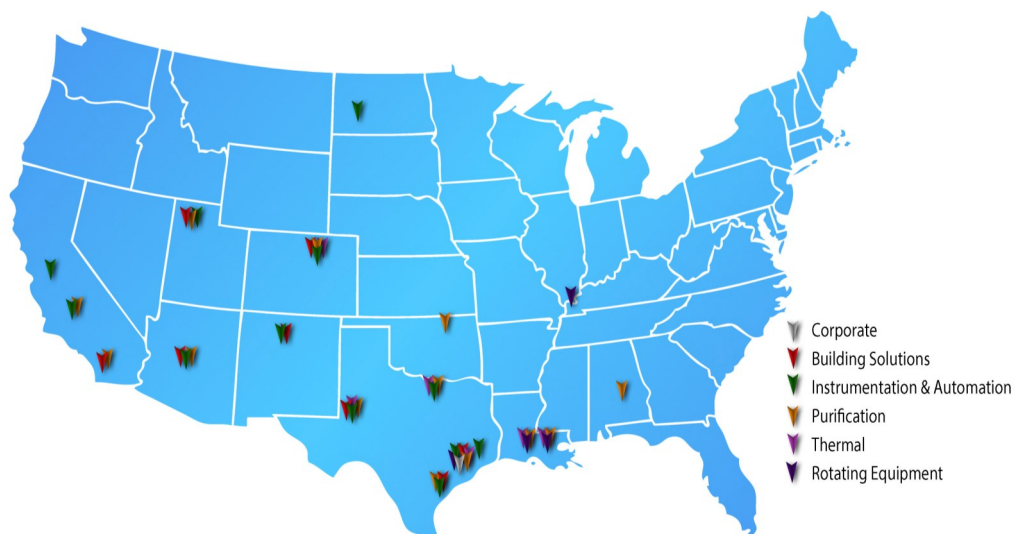 Corporate
Building Solutions
Instrumentation & Automation
Purification
Thermal
Rotating Equipment